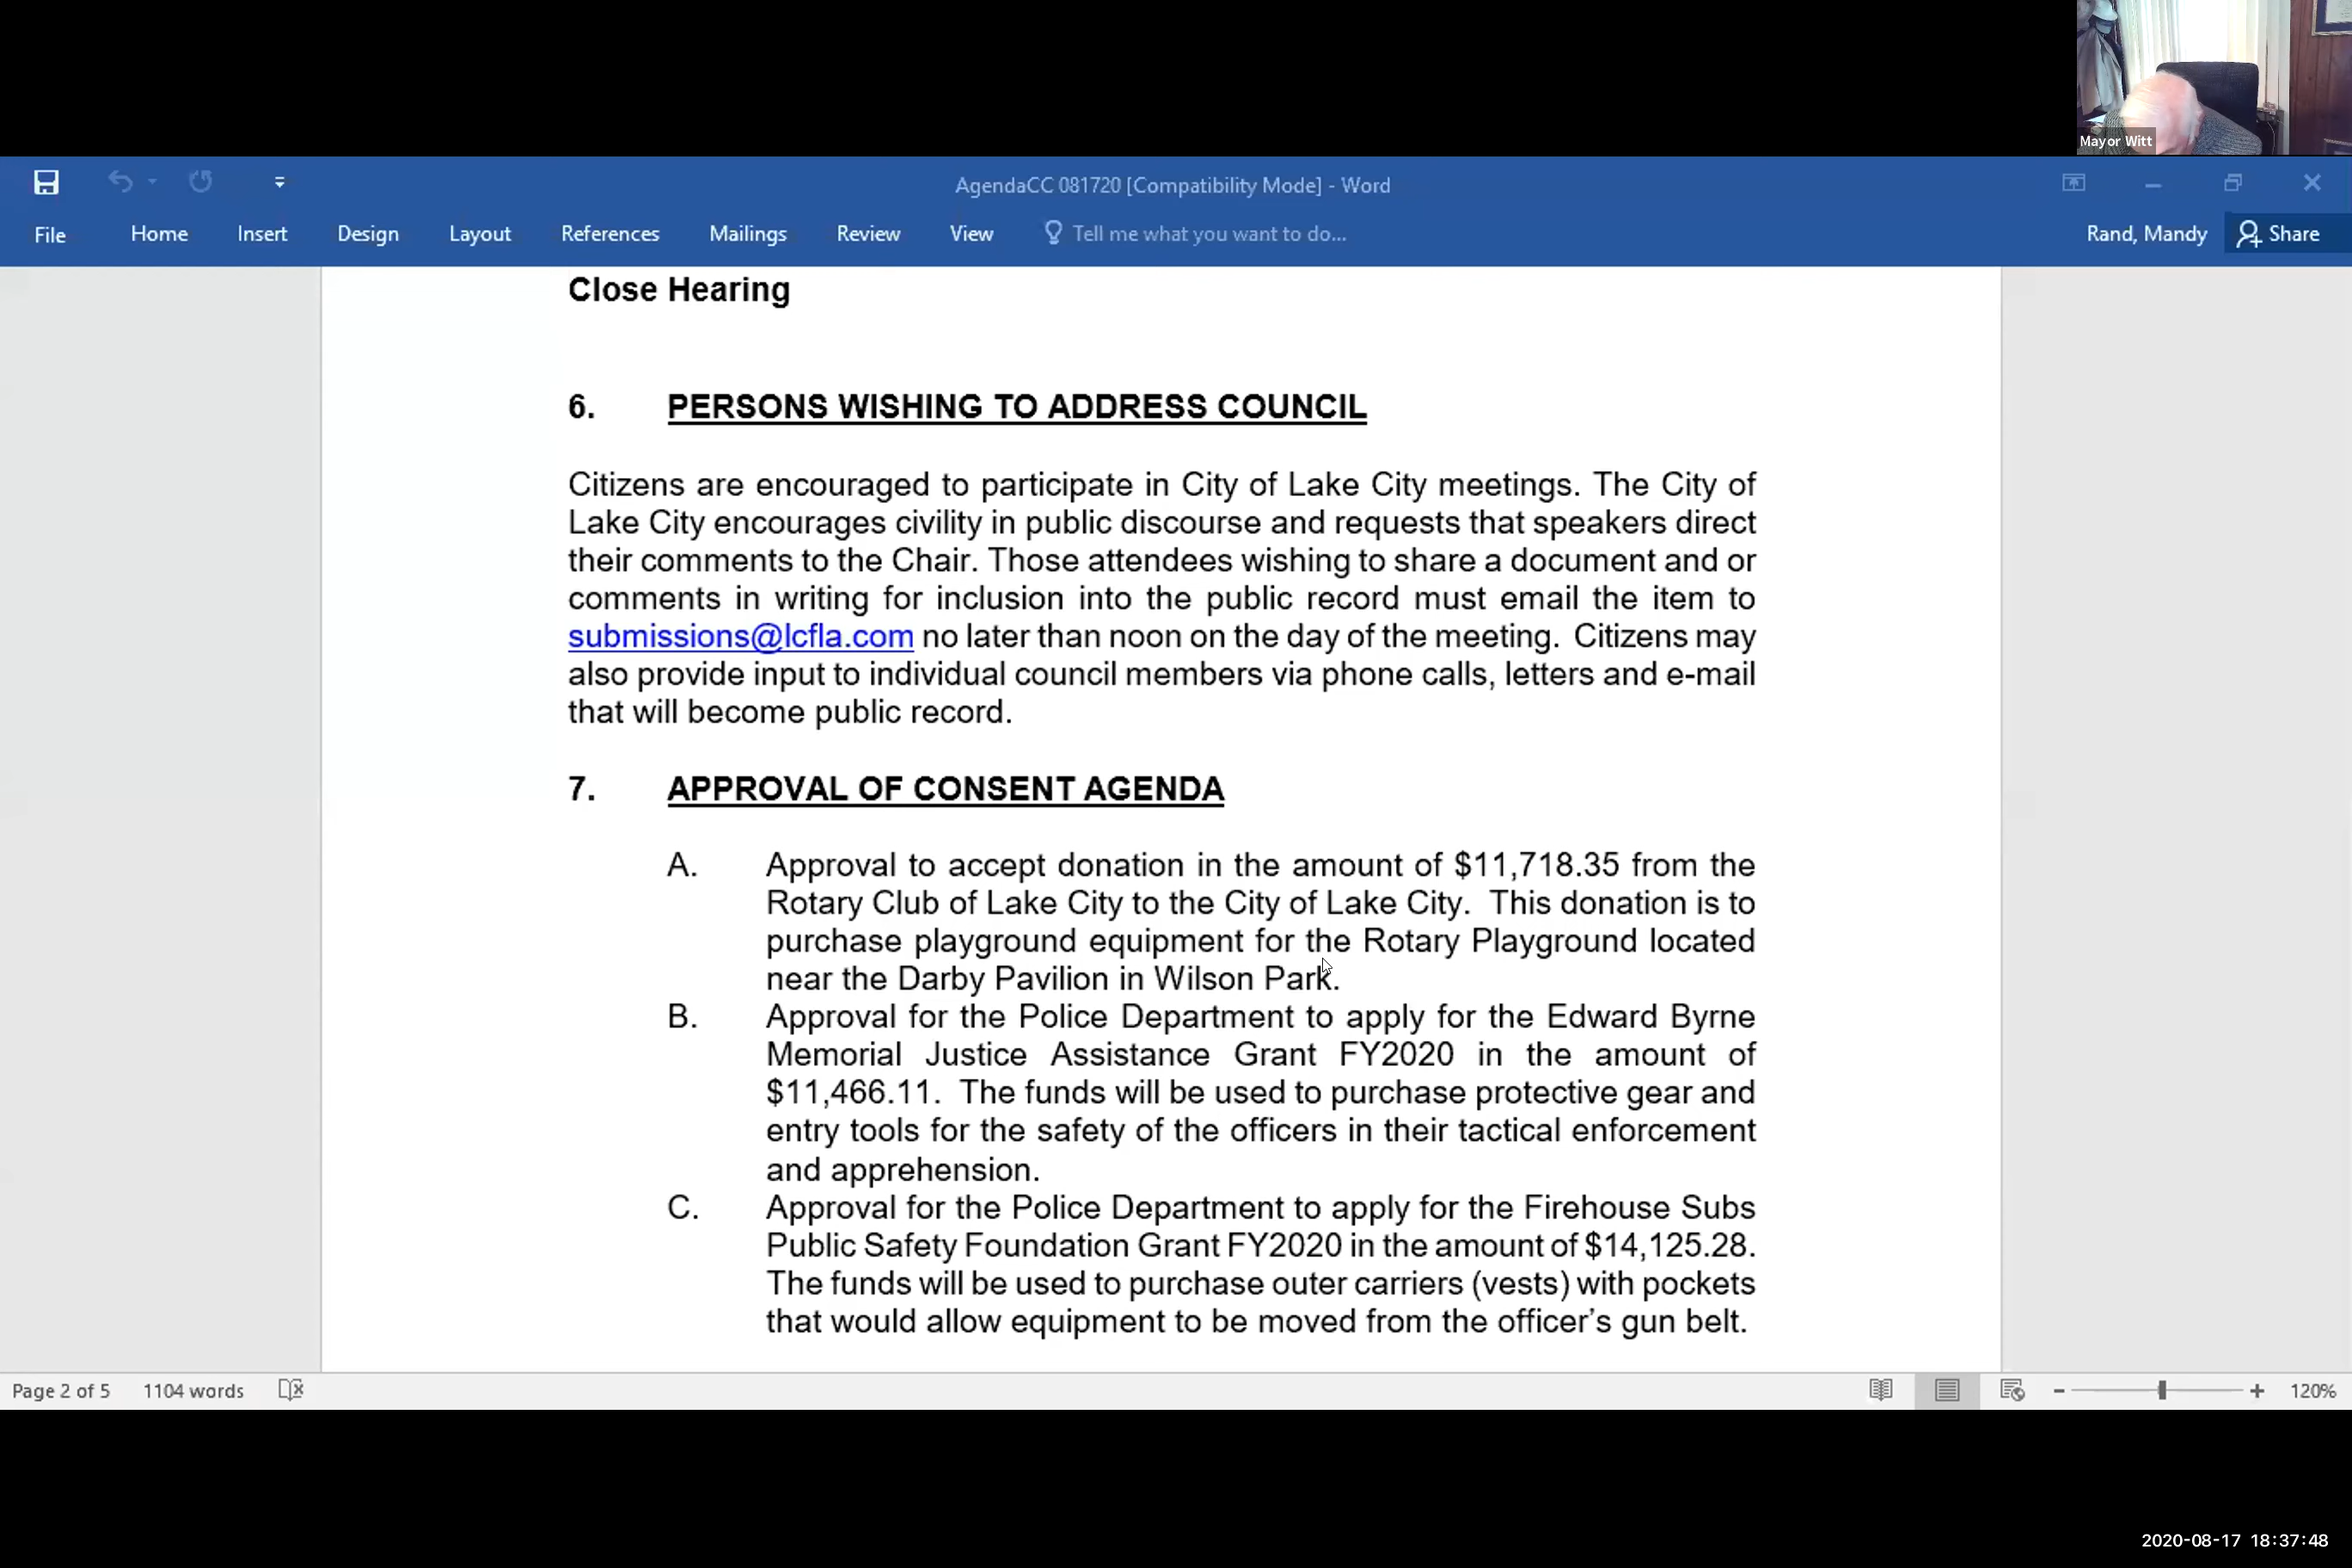 Mayor Witt
AgendaCC 081720 [Compatibility Mode] - Word
File Home Insert Design Layout References Mailings Review View Tell me what you want to do... Rand, Mandy Share
Close Hearing
6. PERSONS WISHING TO ADDRESS COUNCIL
Citizens are encouraged to participate in City of Lake City meetings. The City of
Lake City encourages civility in public discourse and requests that speakers direct
their comments to the Chair. Those attendees wishing to share a document and or
comments in writing for inclusion into the public record must email the item to
submissions@lcfla.com no later than noon on the day of the meeting. Citizens may
also provide input to individual council members via phone calls, letters and e-mail
that will become public record.
7. APPROVAL OF CONSENT AGENDA
A. Approval to accept donation in the amount of $11,718.35 from the
Rotary Club of Lake City to the City of Lake City. This donation is to
purchase playground equipment for the Rotary Playground located
near the Darby Pavilion in Wilson Park.
B. Approval for the Police Department to apply for the Edward Byrne
Memorial Justice Assistance Grant FY2020 in the amount of
$11,466.11. The funds will be used to purchase protective gear and
entry tools for the safety of the officers in their tactical enforcement
and apprehension.
C. Approval for the Police Department to apply for the Firehouse Subs
Public Safety Foundation Grant FY2020 in the amount of $14,125.28.
The funds will be used to purchase outer carriers (vests) with pockets
that would allow equipment to be moved from the officer’s gun belt.
Page 2 of 5 1104 words 120%
2020-08-17 18:37:48